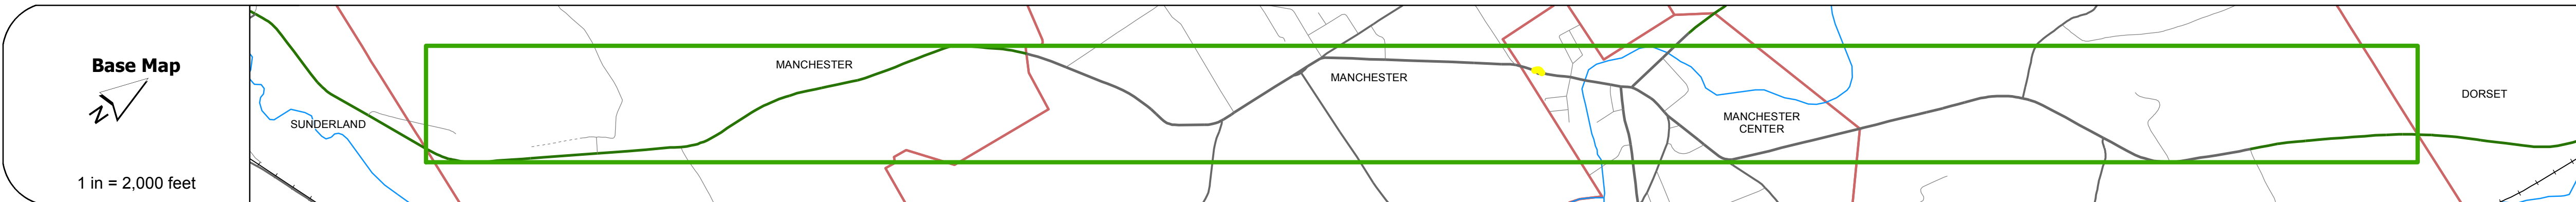 Base Map
N
1 in = 2,000 feet
SUNDERLAND
MANCHESTER
MANCHESTER
MANCHESTER
CENTER
DORSET